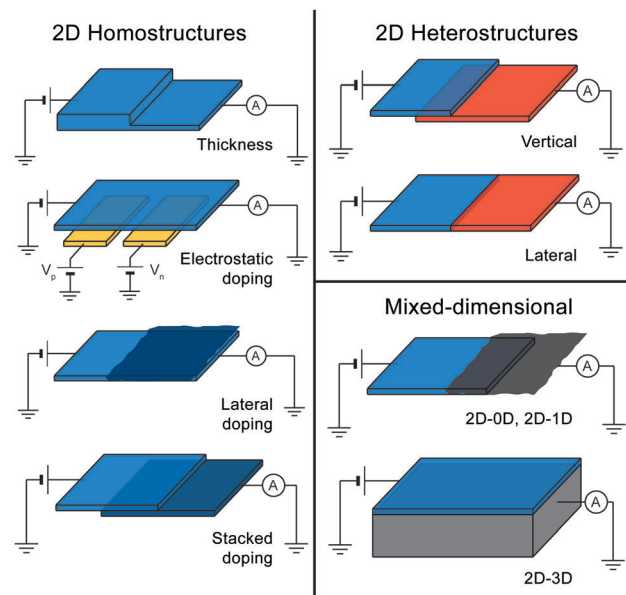 2D Homostructures
A
Thickness
A
Electrostatic
doping
Vp
Vn
A
Lateral
doping
A
Stacked
doping
2D Heterostructures
A
Vertical
A
Lateral
Mixed-dimensional
A
2D-0D, 2D-1D
A
2D-3D